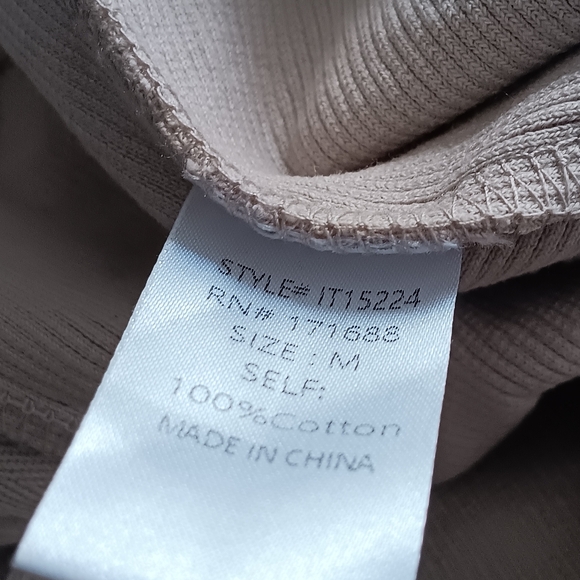 STYLE# IT15224
RN# 171688
SIZE : M
SELF:
100%Cotton
MADE IN CHINA